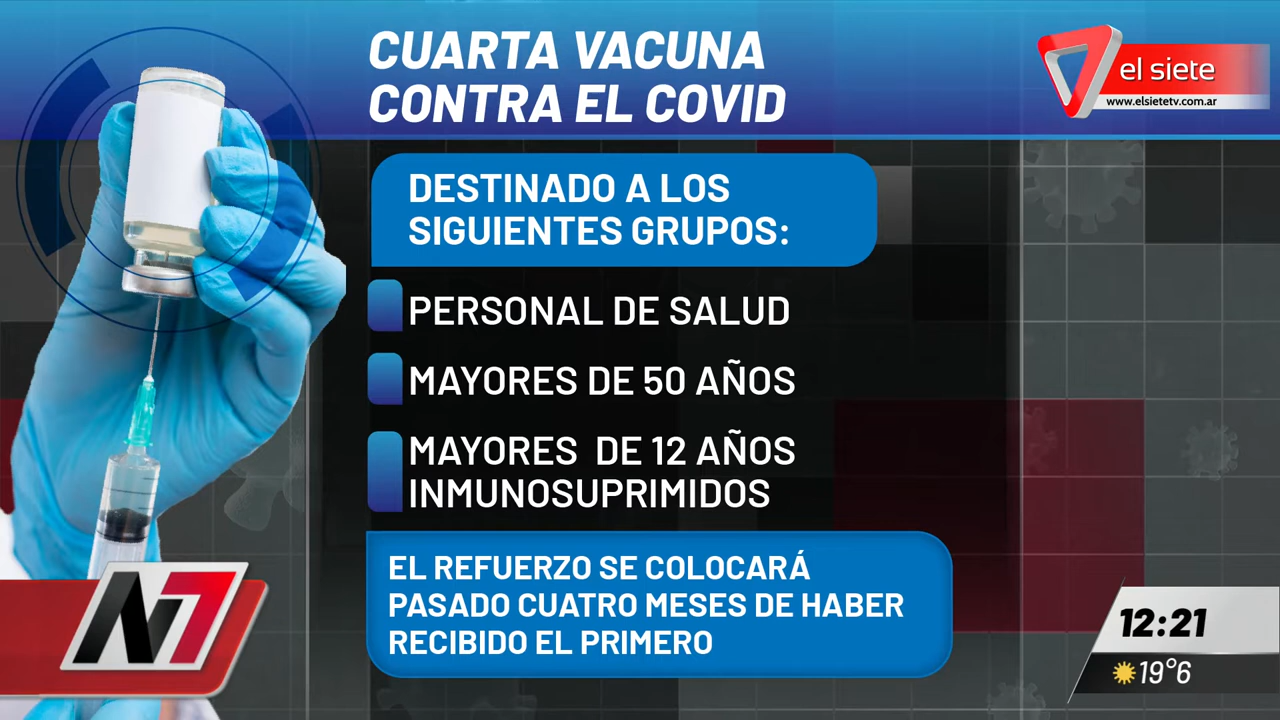 CUARTA VACUNA
CONTRA EL COVID
el siete
www.elsietetv.com.ar
DESTINADO A LOS
SIGUIENTES GRUPOS:
PERSONAL DE SALUD
MAYORES DE 50 AÑOS
MAYORES DE 12 AÑOS
INMUNOSUPRIMIDOS
EL REFUERZO SE COLOCARÁ
PASADO CUATRO MESES DE HABER
RECIBIDO EL PRIMERO
N7
12:21
19°6